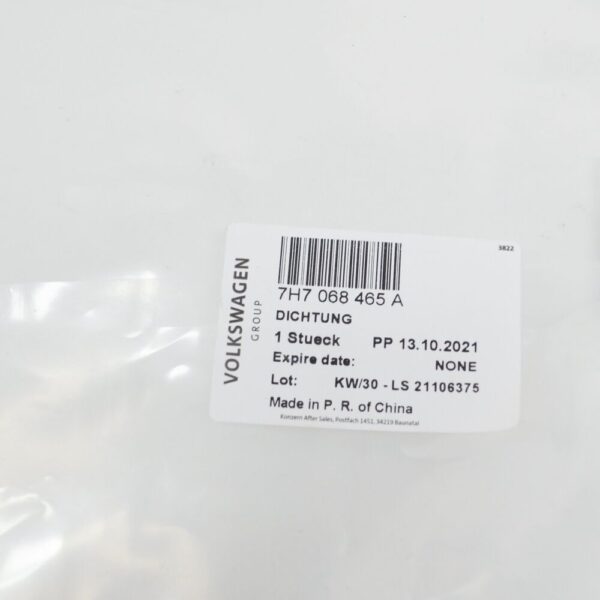 3822
VOLKSWAGEN
GROUP
7H7 068 465 A
DICHTUNG
1 Stueck PP 13.10.2021
Expire date: NONE
Lot: KW/30 - LS 21106375
Made in P. R. of China
Konzern After Sales, Postfach 1451, 34219 Baunatal